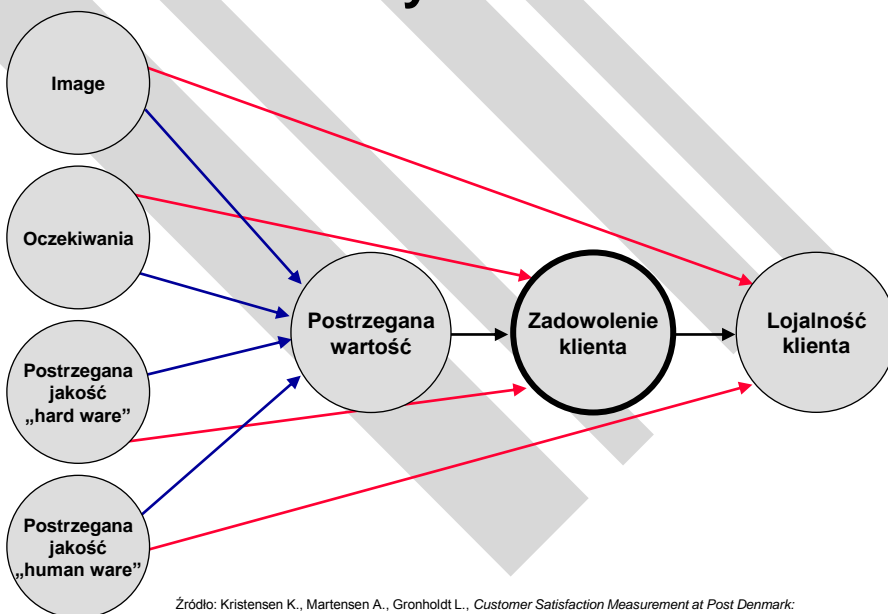 Image
Oczekiwania
Postrzegana
wartość
Zadowolenie
klienta
Lojalność
klienta
Postrzegana
jakość
„hard ware”
Postrzegana
jakość
„human ware”
Źródło: Kristensen K., Martensen A., Gronholdt L., Customer Satisfaction Measurement at Post Denmark: